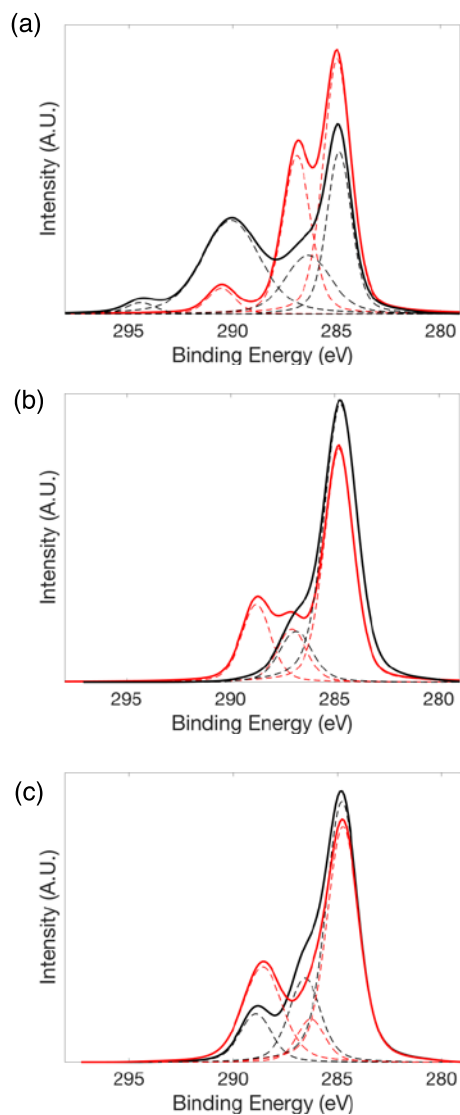 (a)
Intensity (A.U.)
295 290 285 280
Binding Energy (eV)
(b)
Intensity (A.U.)
295 290 285 280
Binding Energy (eV)
(c)
Intensity (A.U.)
295 290 285 280
Binding Energy (eV)